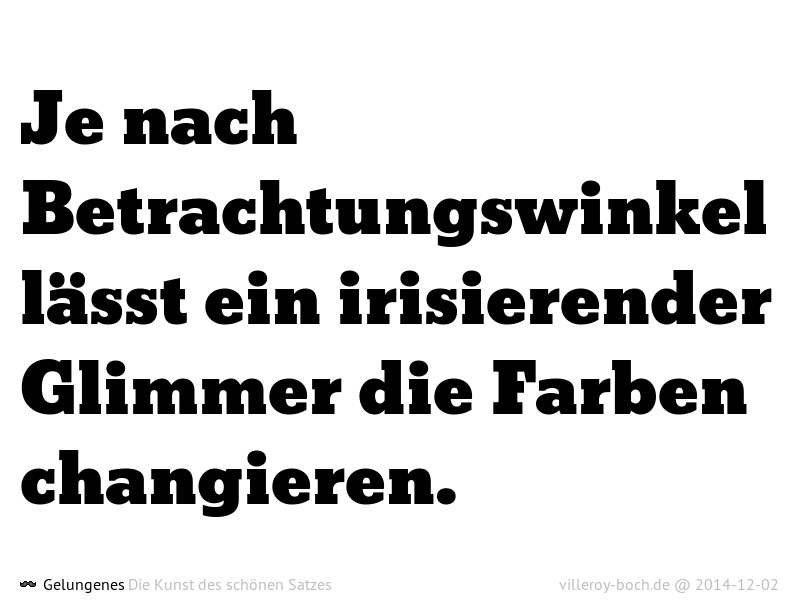 Je nach
Betrachtungswinkel
lässt ein irisierender
Glimmer die Farben
changieren.
Gelungenes Die Kunst des schönen Satzes
villeroy-boch.de @ 2014-12-02